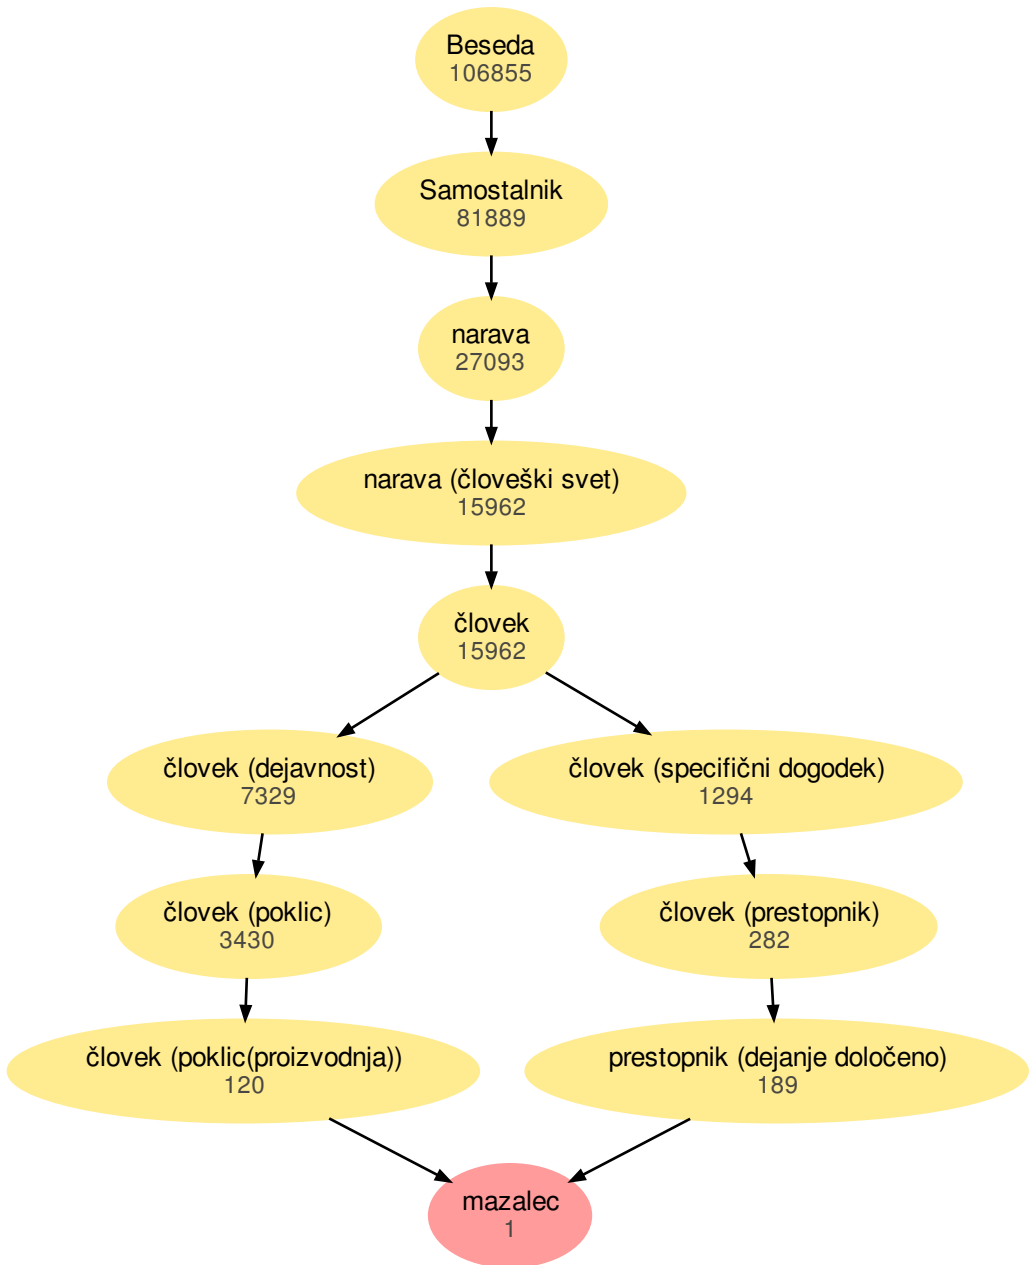 Beseda
106855
Samostalnik
81889
narava
27093
narava (človeški svet)
15962
človek
15962
človek (dejavnost)
7329
človek (specifični dogodek)
1294
človek (poklic)
3430
človek (prestopnik)
282
človek (poklic(proizvodnja))
120
prestopnik (dejanje določeno)
189
mazalec
1